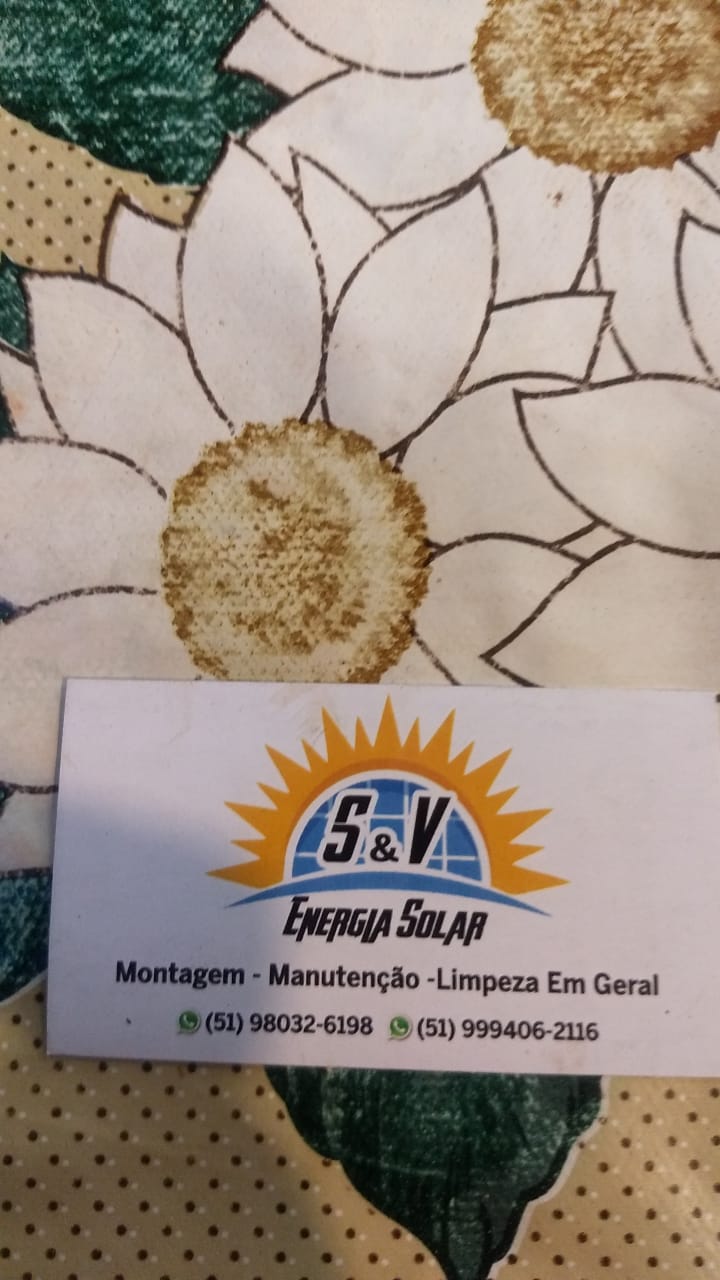 S & V
ENERGIA SOLAR
Montagem - Manutenção -Limpeza Em Geral
(51) 98032-6198 (51) 999406-2116